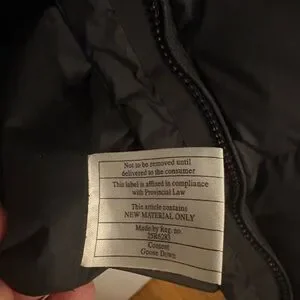 Not to be removed until
delivered to the consumer
This label is affixed in compliance
with Provincial Law
This article contains
NEW MATERIAL ONLY
Made by Reg. no.
Content
Goose Down